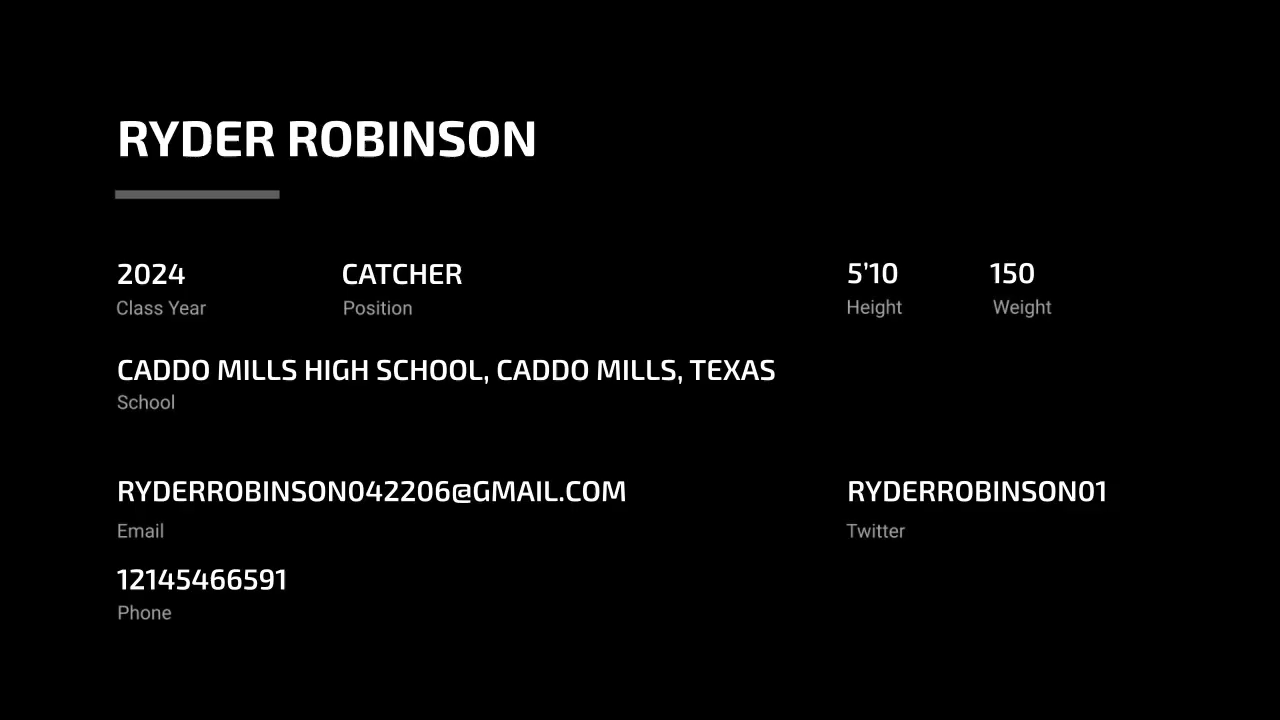 RYDER ROBINSON
2024 CATCHER 5'10 150
Class Year Position Height Weight
CADDO MILLS HIGH SCHOOL, CADDO MILLS, TEXAS
School
RYDERROBINSON042206@GMAIL.COM RYDERROBINSON01
Email Twitter
12145466591
Phone